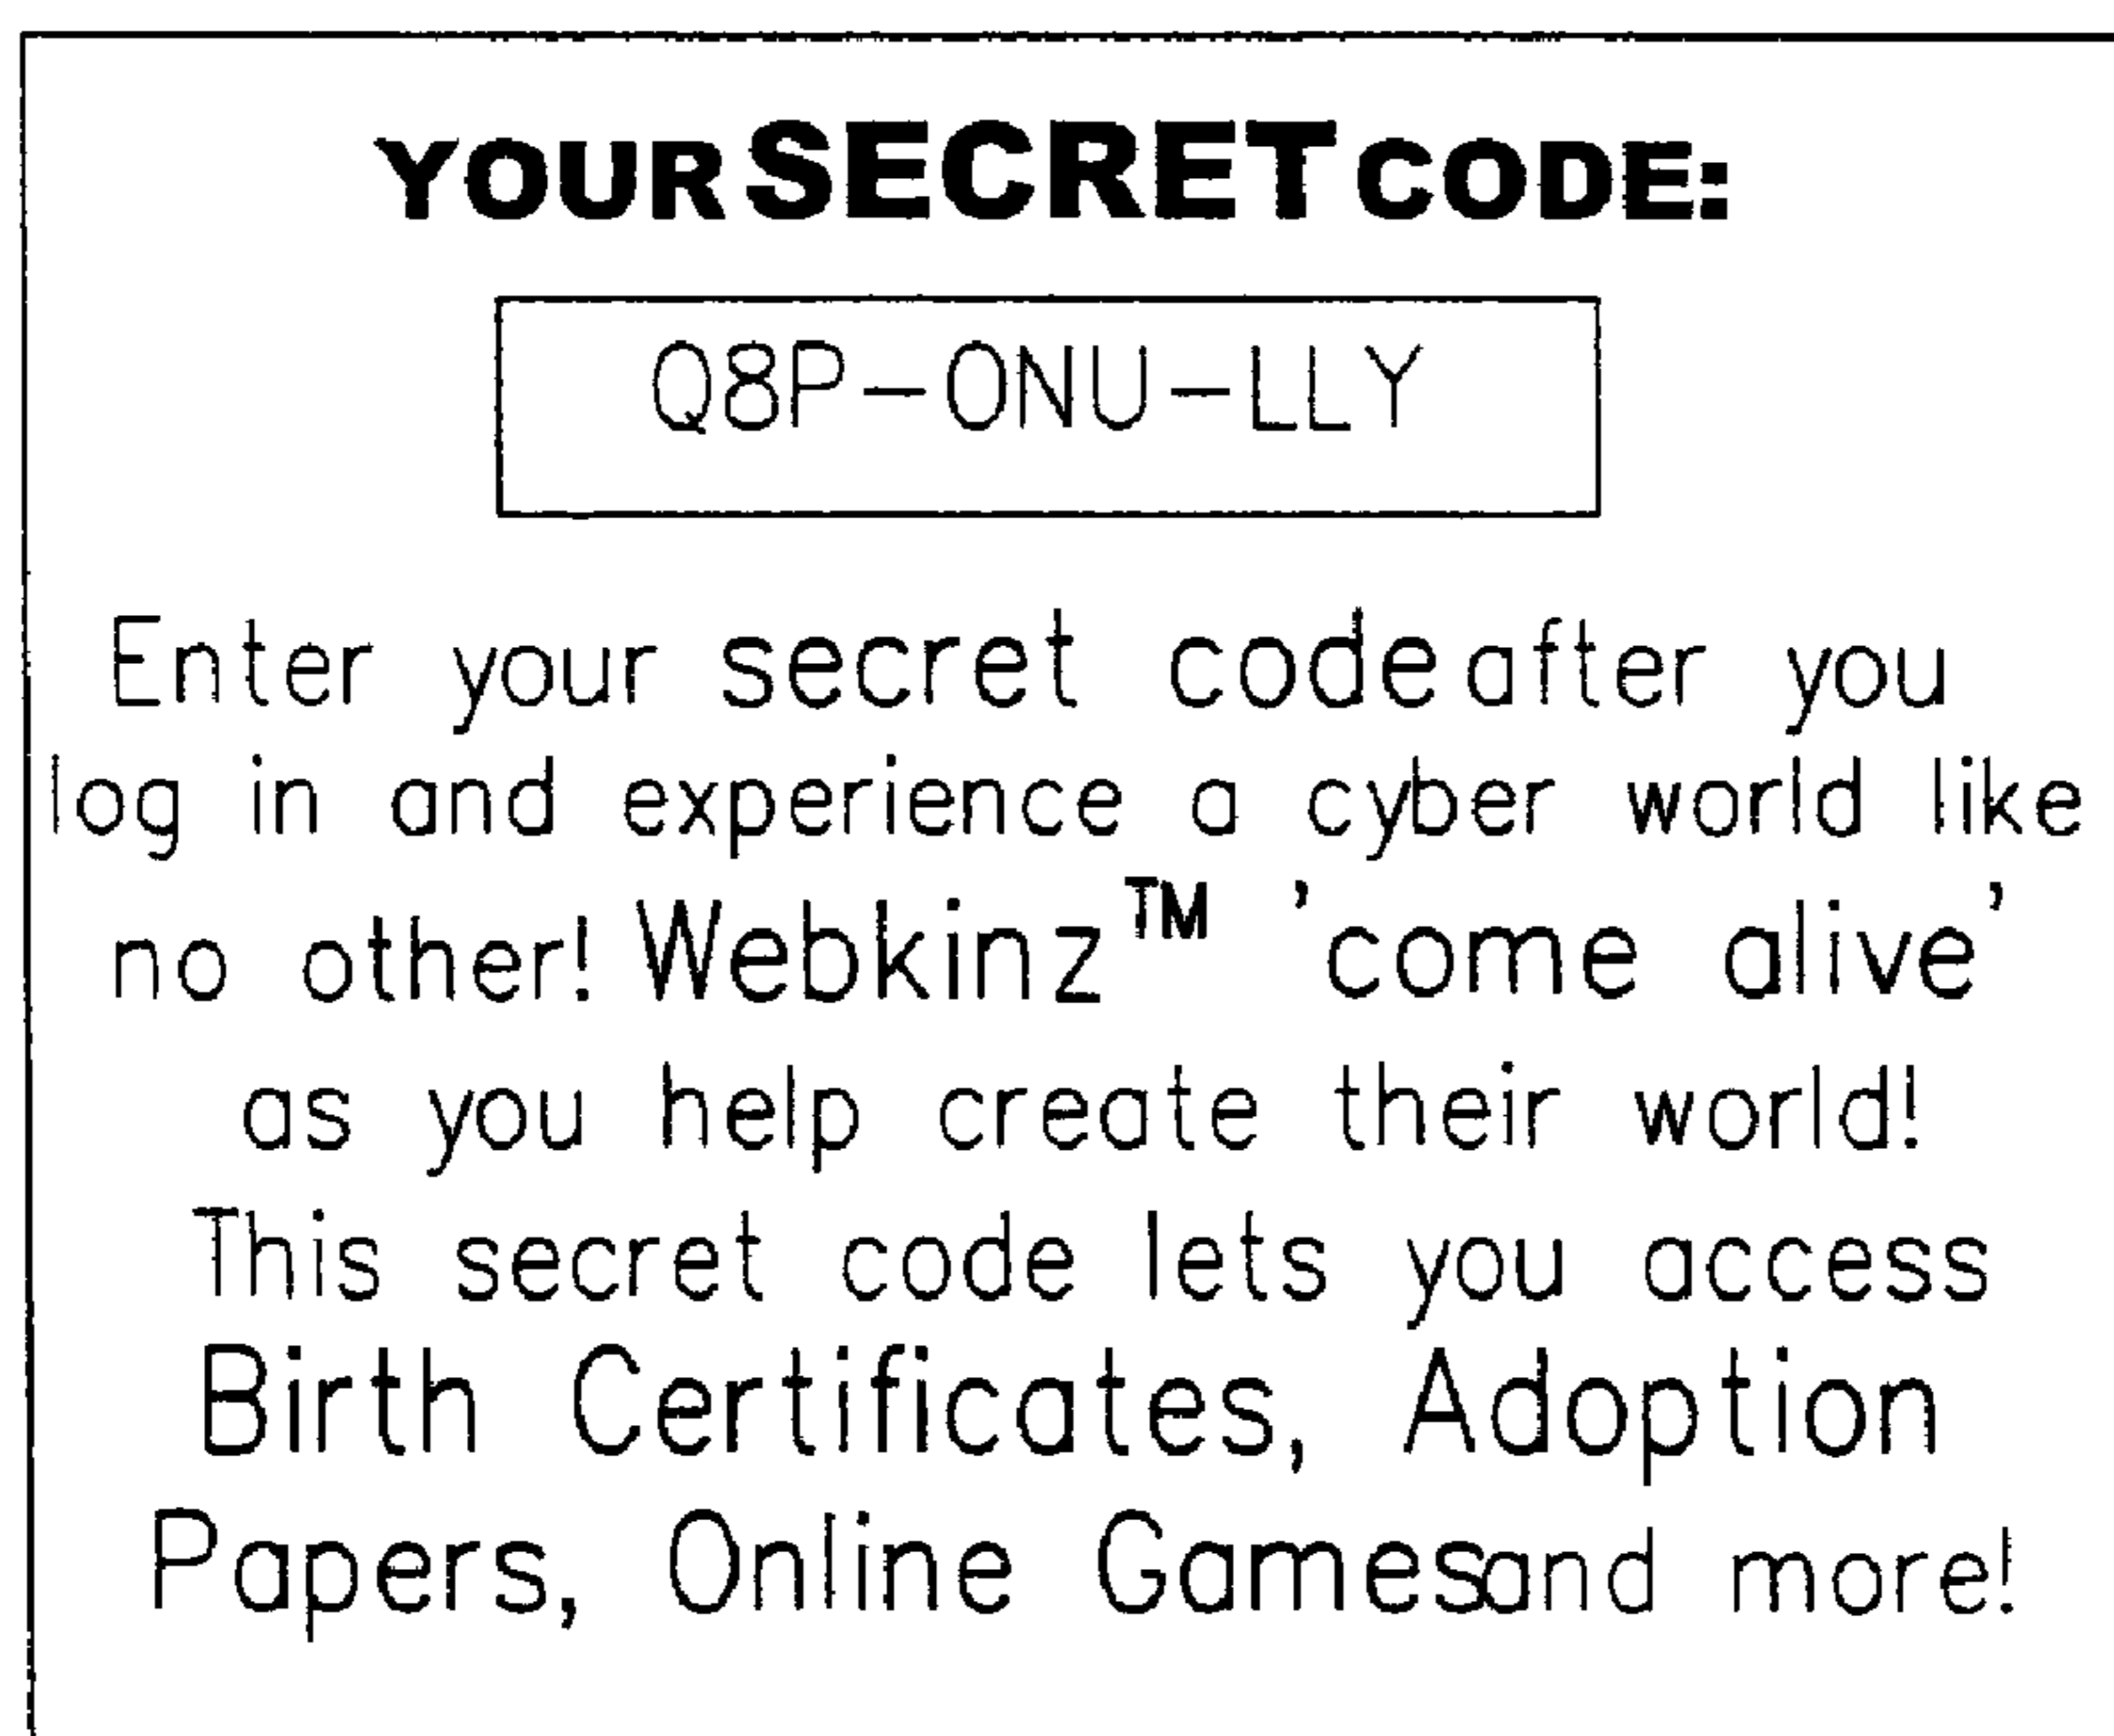 YOUR SECRET CODE:
Q8P-ONU-LLY
Enter your secret code after you
log in and experience a cyber world like
no other! Webkinz™ 'come alive'
as you help create their world!
This secret code lets you access
Birth Certificates, Adoption
Papers, Online Games and more!